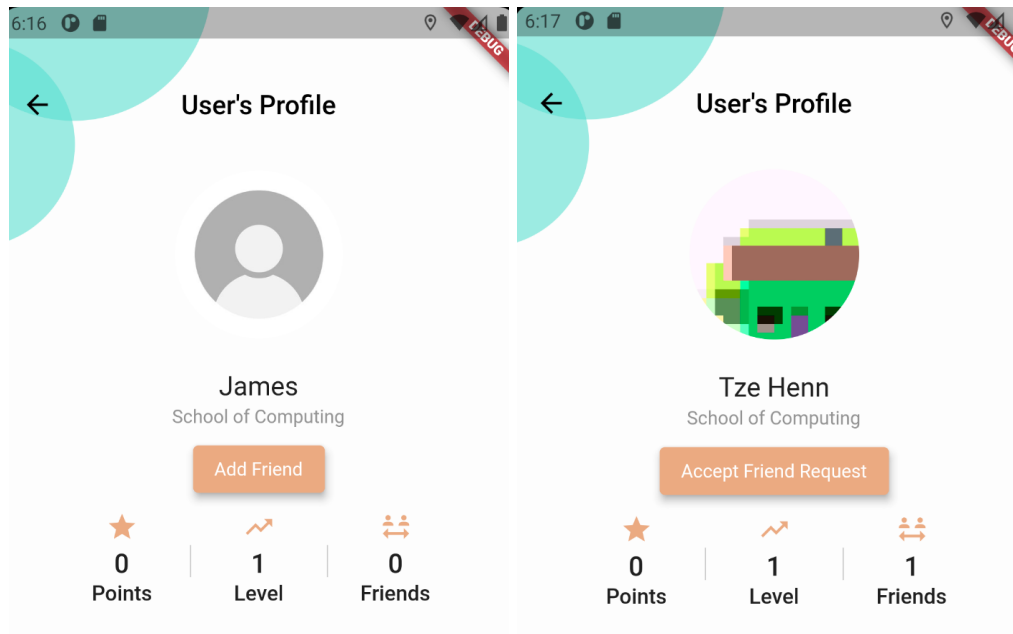 6:16
DEBUG
User's Profile
James
School of Computing
Add Friend
0
1
0
Points
Level
Friends
6:17
DEBUG
User's Profile
Tze Henn
School of Computing
Accept Friend Request
0
1
1
Points
Level
Friends